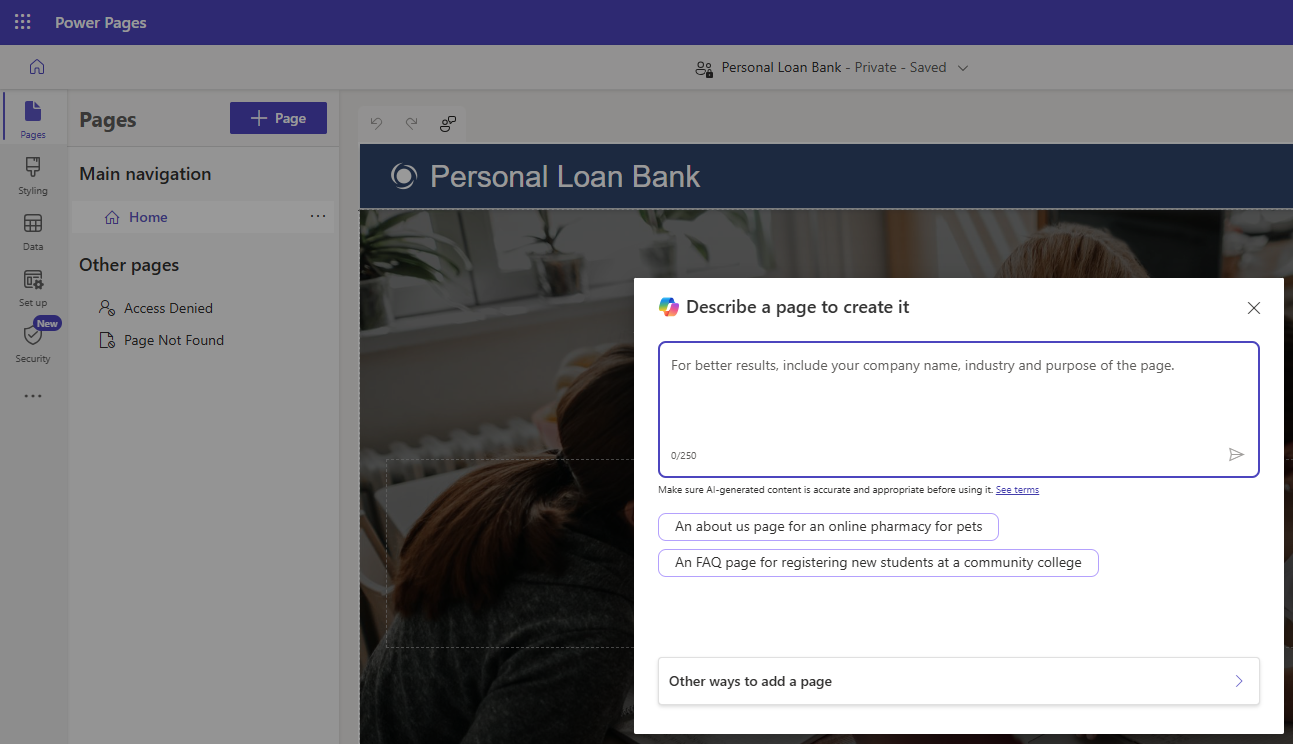 Power Pages
Personal Loan Bank - Private - Saved
Pages
Styling
Data
Set up
New
Security
Pages
Page
Main navigation
Home
Other pages
Access Denied
Page Not Found
Personal Loan Bank
Describe a page to create it
For better results, include your company name, industry and purpose of the page.
0/250
Make sure AI-generated content is accurate and appropriate before using it. See terms
An about us page for an online pharmacy for pets
An FAQ page for registering new students at a community college
Other ways to add a page